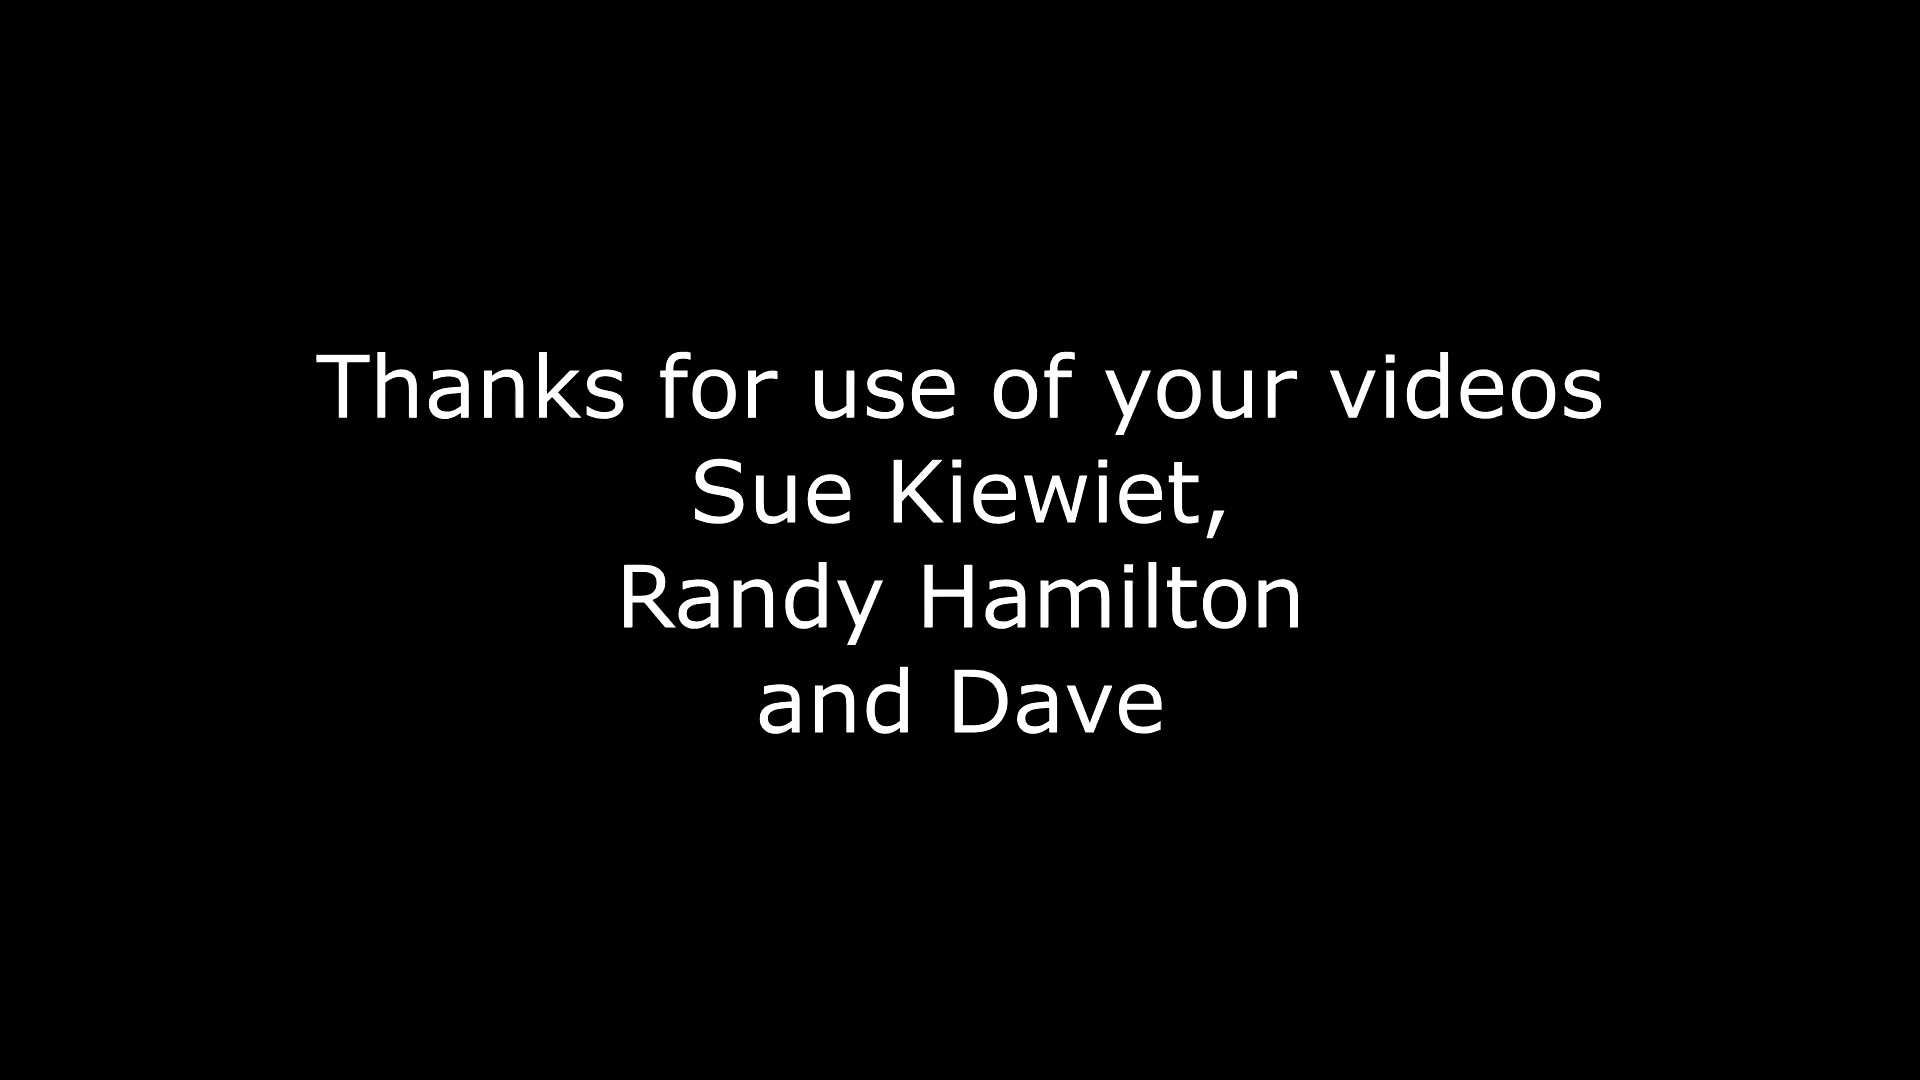 Thanks for use of your videos
Sue Kiewiet,
Randy Hamilton
and Dave